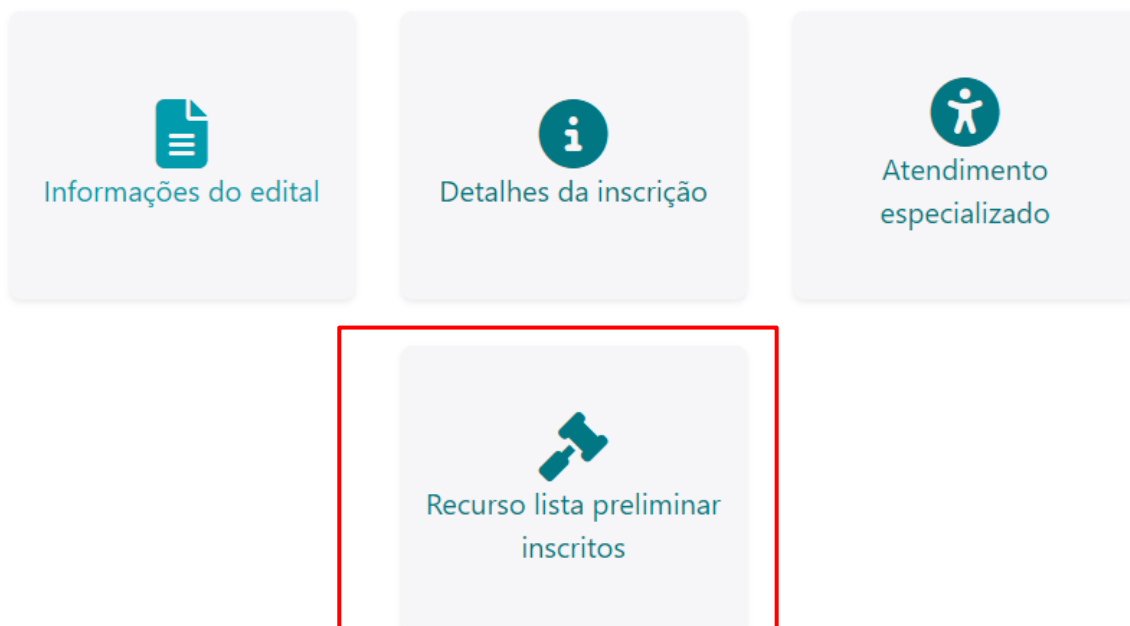 Informações do edital
Detalhes da inscrição
Atendimento
especializado
Recurso lista preliminar
inscritos